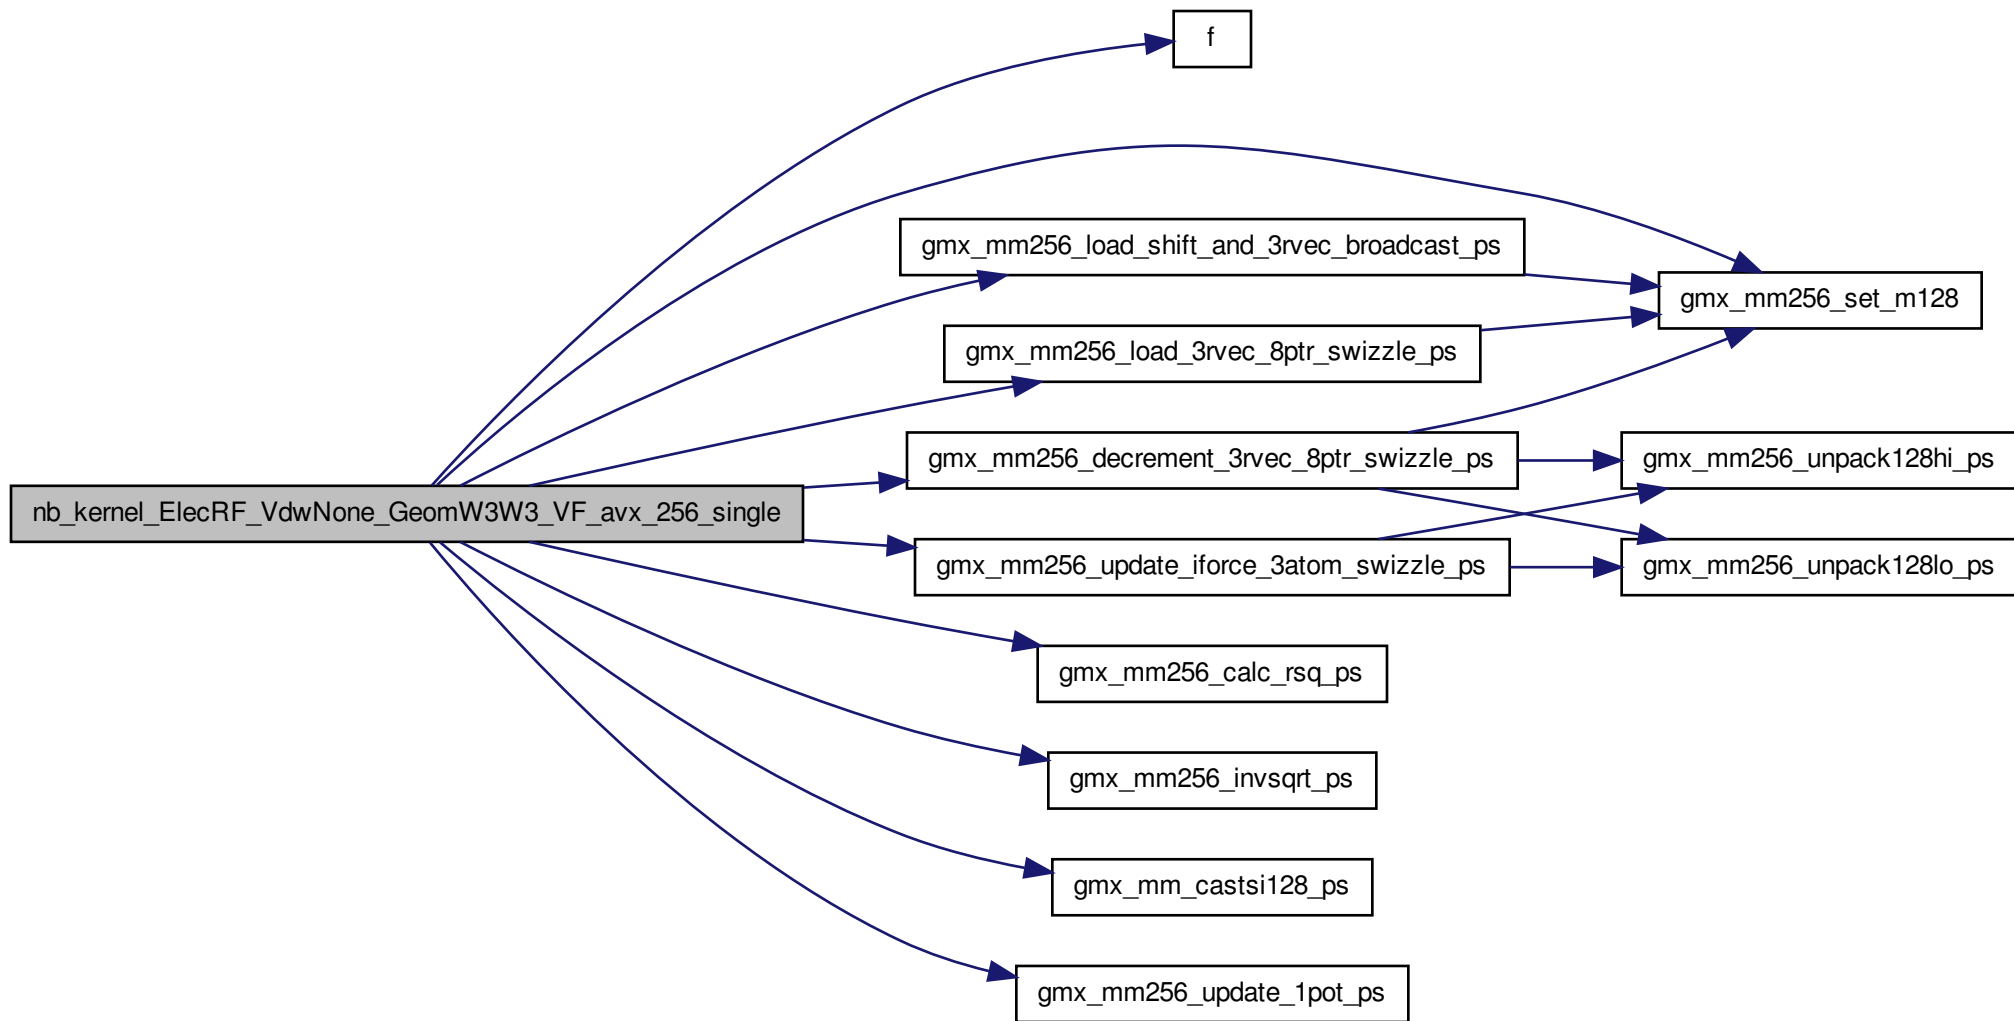 f
gmx_mm256_load_shift_and_3rvec_broadcast_ps
gmx_mm256_set_m128
gmx_mm256_load_3rvec_8ptr_swizzle_ps
gmx_mm256_decrement_3rvec_8ptr_swizzle_ps
gmx_mm256_unpack128hi_ps
nb_kernel_ElecRF_VdwNone_GeomW3W3_VF_avx_256_single
gmx_mm256_update_iforce_3atom_swizzle_ps
gmx_mm256_unpack128lo_ps
gmx_mm256_calc_rsq_ps
gmx_mm256_invsqrt_ps
gmx_mm_castsi128_ps
gmx_mm256_update_1pot_ps